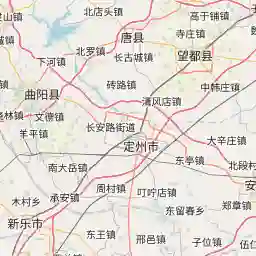 北店头镇
高于铺镇
唐县
寺庄镇
北罗镇
长古城镇
望都县
下河镇
砖路镇
中韩庄镇
曲阳县
清风店镇
文德镇
长安路街道
羊平镇
大辛庄镇
定州市
东亭镇
南大岳镇
北段村
木村乡
承安镇
周村镇
叮咛店镇
安
东留春乡
郑章镇
新乐市
东王镇
邢邑镇
子位镇
伍仁